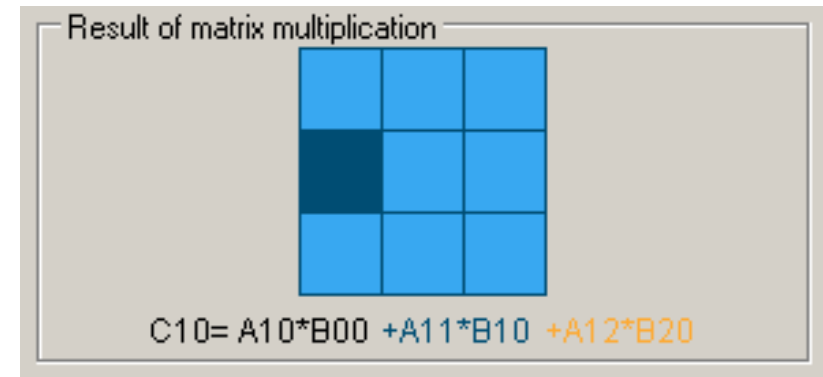 Result of matrix multiplication
C10= A10*B00 +A11*B10 +A12*B20